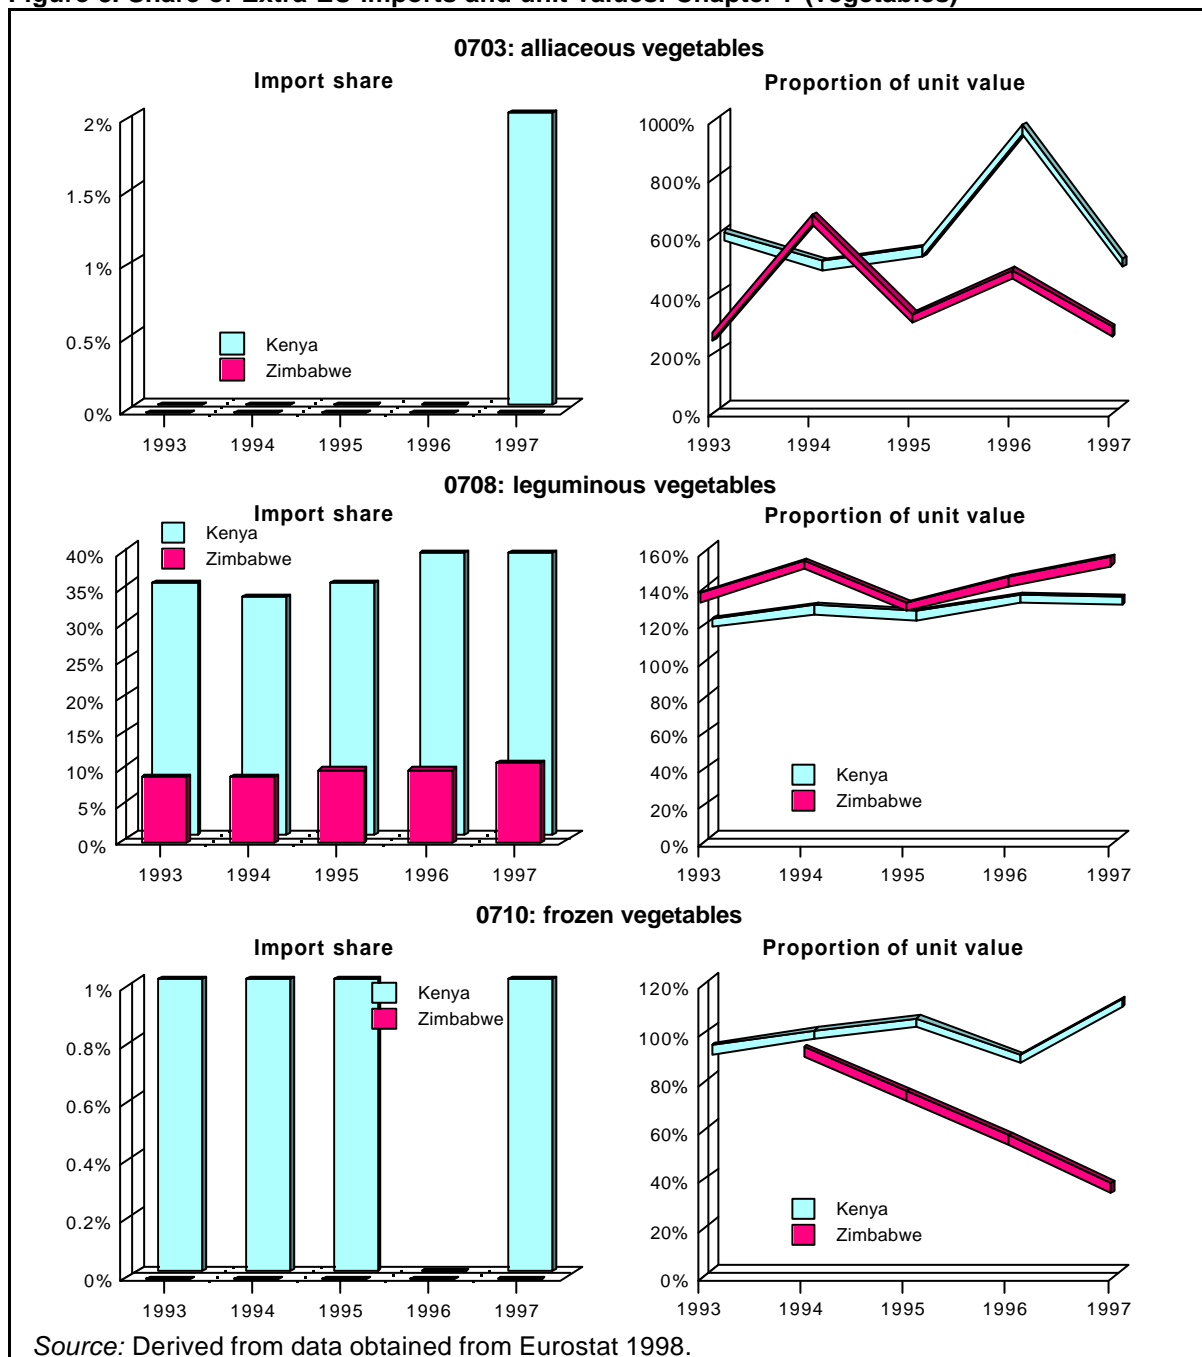 0703: alliaceous vegetables
Import share
2%
1.5%
1%
0.5%
0%
Kenya
Zimbabwe
1993 1994 1995 1996 1997
Proportion of unit value
1000%
800%
600%
400%
200%
0%
1993 1994 1995 1996 1997
0708: leguminous vegetables
Import share
Kenya
Zimbabwe
40%
35%
30%
25%
20%
15%
10%
5%
0%
1993 1994 1995 1996 1997
Proportion of unit value
160%
140%
120%
100%
80%
60%
40%
20%
0%
Kenya
Zimbabwe
1993 1994 1995 1996 1997
0710: frozen vegetables
Import share
1%
0.8%
0.6%
0.4%
0.2%
0%
Kenya
Zimbabwe
1993 1994 1995 1996 1997
Proportion of unit value
120%
100%
80%
60%
40%
20%
0%
Kenya
Zimbabwe
1993 1994 1995 1996 1997
Source: Derived from data obtained from Eurostat 1998.